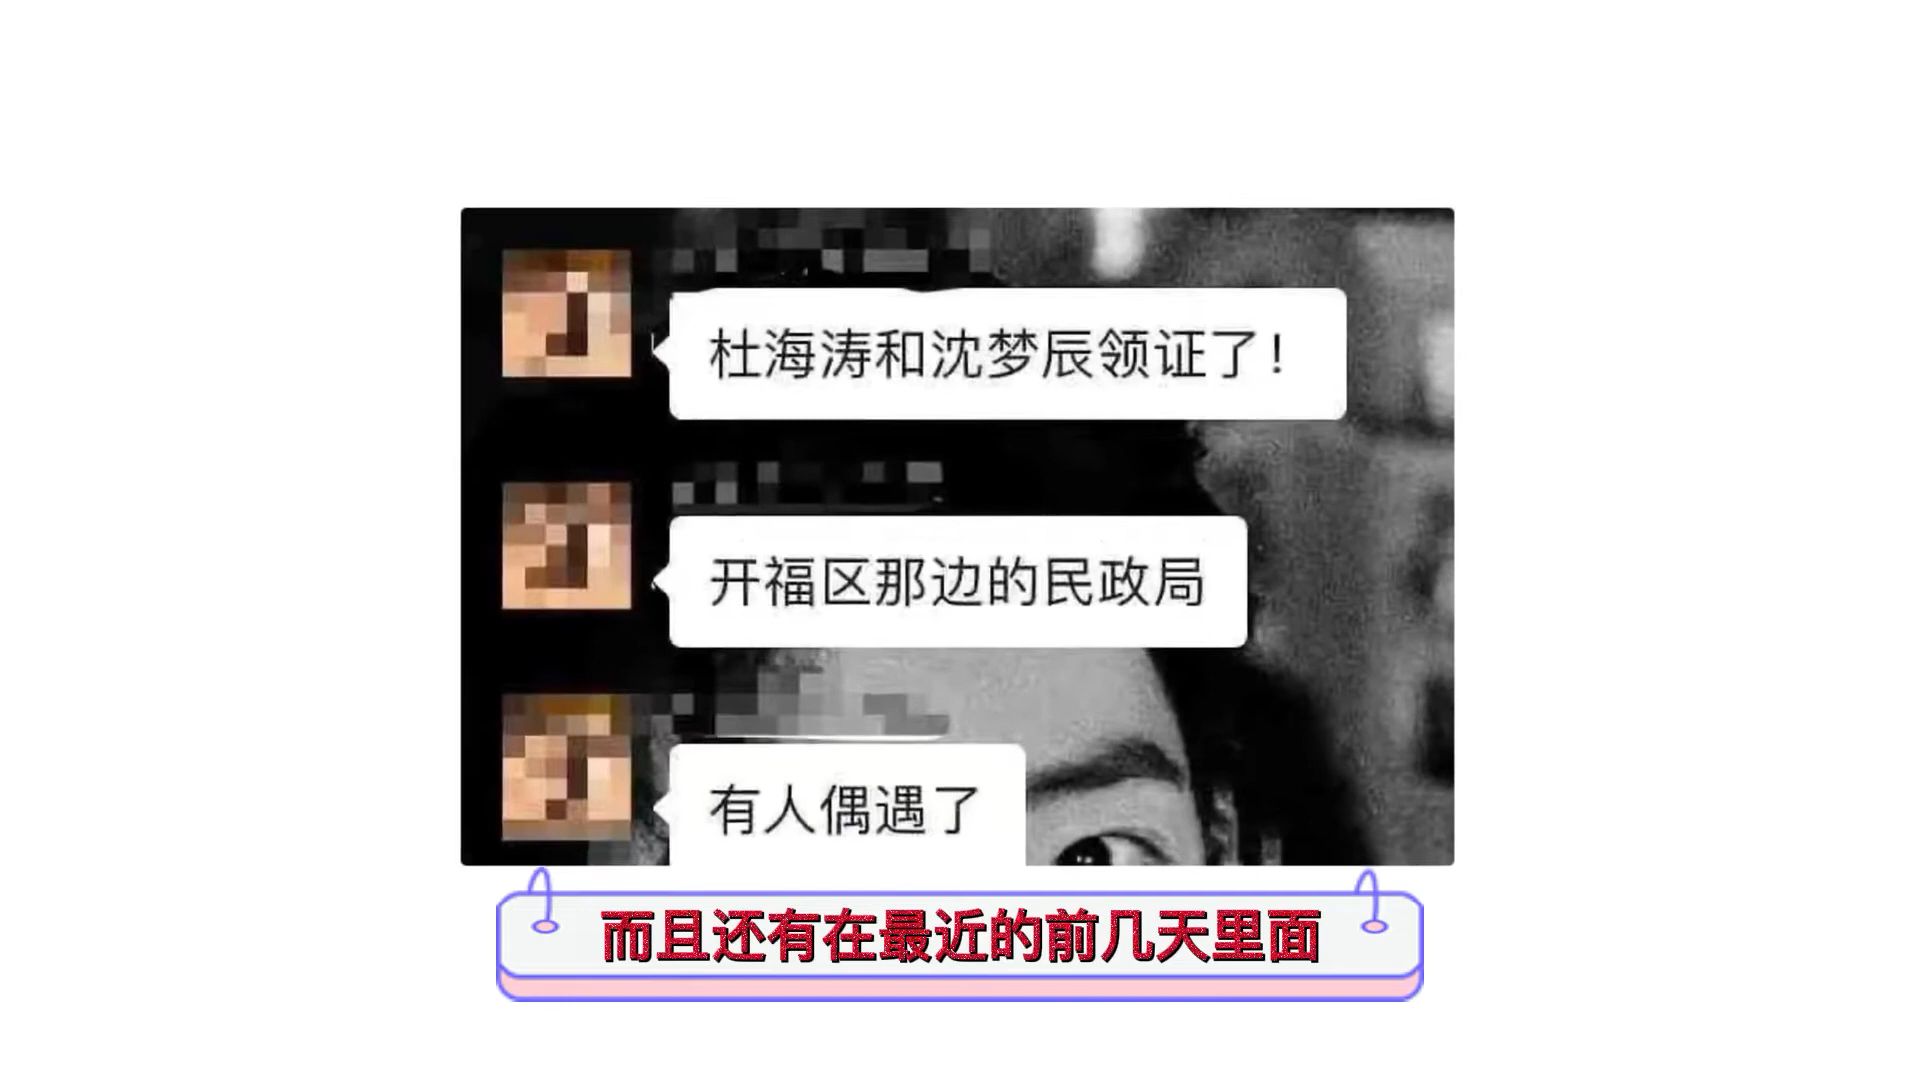 杜海涛和沈梦辰领证了！
开福区那边的民政局
有人偶遇了
而且还有在最近的前几天里面